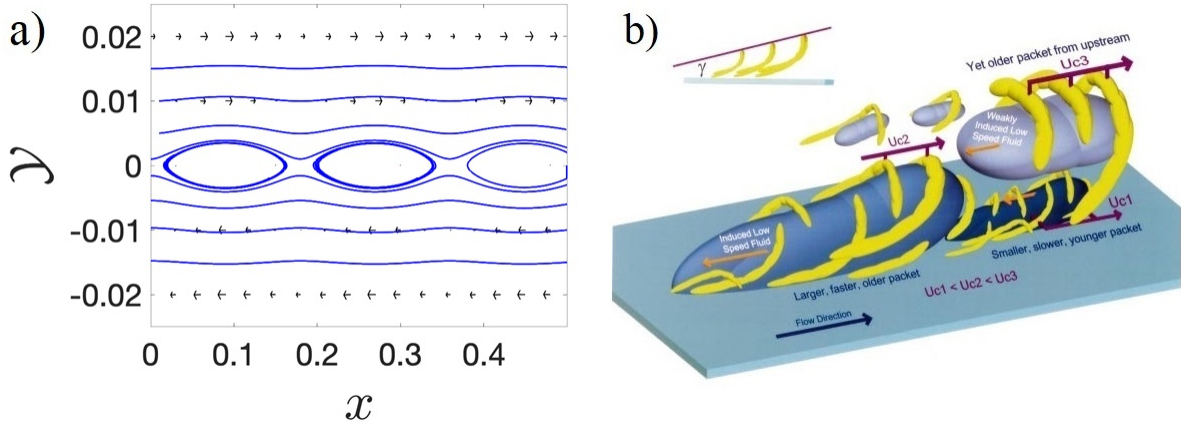 a)
0.02
0.01
0
-0.01
-0.02
y
0
0.1
0.2
0.3
0.4
x
b)
γ
Yet older packet from upstream
Uc3
Weakly
Induced Low
Speed Fluid
Uc2
Uc1
Induced Low
Speed Fluid
Smaller, slower, younger packet
Larger, faster, older packet
Uc1 < Uc2 < Uc3
Flow Direction